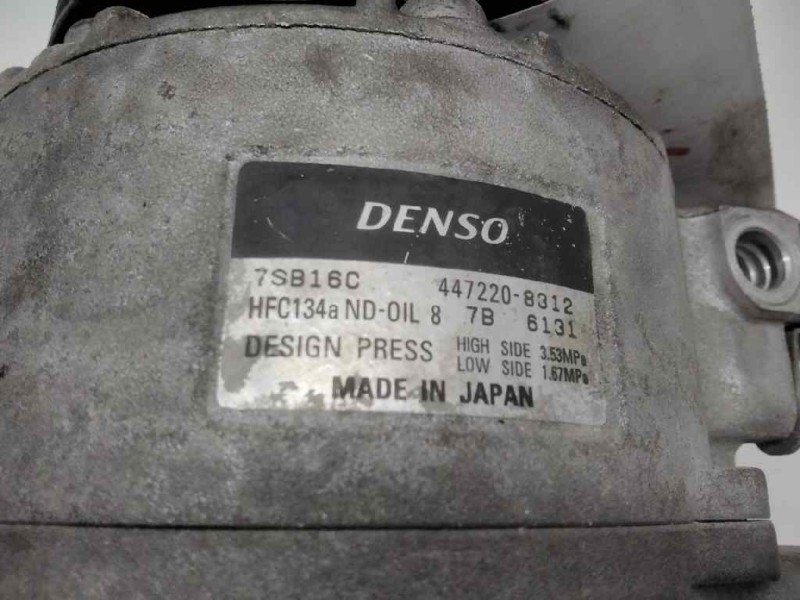 DENSO
7SB16C 447220-8312
HFC134a ND-OIL 8 7B 6131
DESIGN PRESS HIGH SIDE 3.53MPa
LOW SIDE 1.67MPa
MADE IN JAPAN